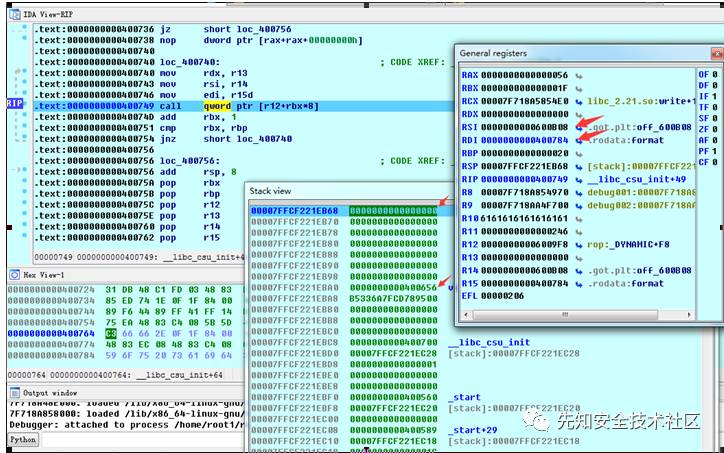 IDA View-RIP
.text:0000000000400736 jz short loc_400756
.text:0000000000400738 nop dword ptr [rax+rax+00000000h]
.text:0000000000400740
.text:0000000000400740 loc_400740: ; CODE XREF:
.text:0000000000400740 mov rdx, r13
.text:0000000000400743 mov rsi, r14
.text:0000000000400746 mov edi, r15d
RIP .text:0000000000400749 call qword ptr [r12+rbx*8]
.text:000000000040074D add rbx, 1
.text:0000000000400751 cmp rbx, rbp
.text:0000000000400754 jnz short loc_400740
.text:0000000000400756
.text:0000000000400756 loc_400756: ; CODE XREF:
.text:0000000000400756 add rsp, 8
.text:000000000040075A pop rbx
.text:000000000040075B pop rbp
.text:000000000040075C pop r12
.text:000000000040075E pop r13
.text:0000000000400760 pop r14
.text:0000000000400762 pop r15
00000749 0000000000400749: __libc_csu_init+49
Hex View-1
0000000000400724 31 DB 48 C1 FD 03 48 83
0000000000400734 85 ED 74 1E 0F 1F 84 00
0000000000400744 89 F6 44 89 FF 41 FF 14
0000000000400754 75 EA 48 83 C4 08 5B 5D
0000000000400764 C3 66 66 2E 0F 1F 84 00
0000000000400774 48 83 EC 08 48 83 C4 08
0000000000400784 59 6F 75 20 73 61 69 64
00000764 0000000000400764: __libc_csu_init+64
Output window
7F718A858000: loaded /lib/x86_64-linux-gnu/
Debugger: attached to process /home/root1/r
Python
Stack view
00007FFCF221EB68 0000000000000000
00007FFCF221EB70 0000000000000000
00007FFCF221EB78 0000000000000000
00007FFCF221EB80 0000000000000000
00007FFCF221EB88 0000000000000000
00007FFCF221EB90 0000000000000000
00007FFCF221EB98 0000000000000000
00007FFCF221EBA0 0000000000400656
00007FFCF221EBA8 B5336A7FCD789500
00007FFCF221EBB0 0000000000000000
00007FFCF221EBB8 0000000000400700 __libc_csu_init
00007FFCF221EBD0 00007FFCF221EC28 [stack]:00007FFCF221EC28
00007FFCF221EBD8 0000000000000001
00007FFCF221EBE0 0000000000000000
00007FFCF221EBE8 0000000000000000
00007FFCF221EBF0 0000000000400560 _start
00007FFCF221EBF8 00007FFCF221EC20 [stack]:00007FFCF221EC20
00007FFCF221EC00 0000000000000000
00007FFCF221EC08 0000000000400589 _start+29
00007FFCF221EC10 00007FFCF221EC18 [stack]:00007FFCF221EC18
General registers
RAX 0000000000000056
RBX 000000000000001F
RCX 00007F718A5854E0 libc_2.21.so:write+1
RDX 0000000000000000
RSI 0000000000600B08 .got.plt:off_600B08
RDI 0000000000400784 .rodata:format
RBP 0000000000000020
RSP 00007FFCF221EB68 [stack]:00007FFCF221
RIP 0000000000400749 __libc_csu_init+49
R8 00007F718A854970 debug001:00007F718A8
R9 00007F718AA4F700 debug002:00007F718AA
R10 6161616161616161
R11 0000000000000246
R12 00000000006009F8 rop:_DYNAMIC+F8
R13 0000000000000000
R14 0000000000600B08 .got.plt:off_600B08
R15 0000000000400784 .rodata:format
EFL 00000206
OF 0
DF 0
IF 1
TF 0
SF 0
ZF 0
AF 0
PF 1
CF 0
先知安全技术社区